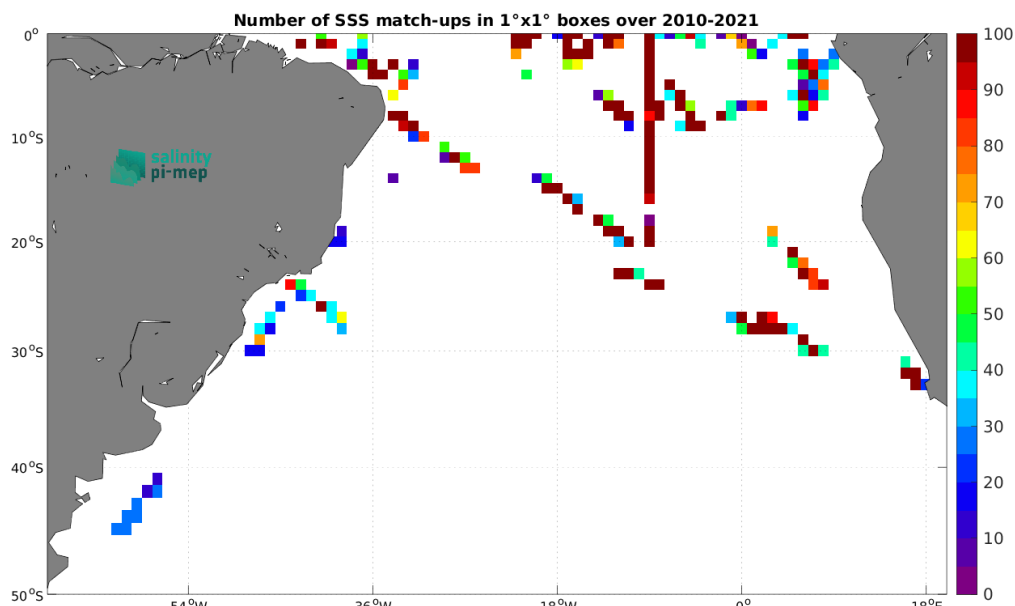 Number of SSS match-ups in 1°x1° boxes over 2010-2021
0°
10°S
20°S
30°S
40°S
50°S
54°W
36°W
18°W
0°
18°E
salinity
pi-mep
100
90
80
70
60
50
40
30
20
10
0